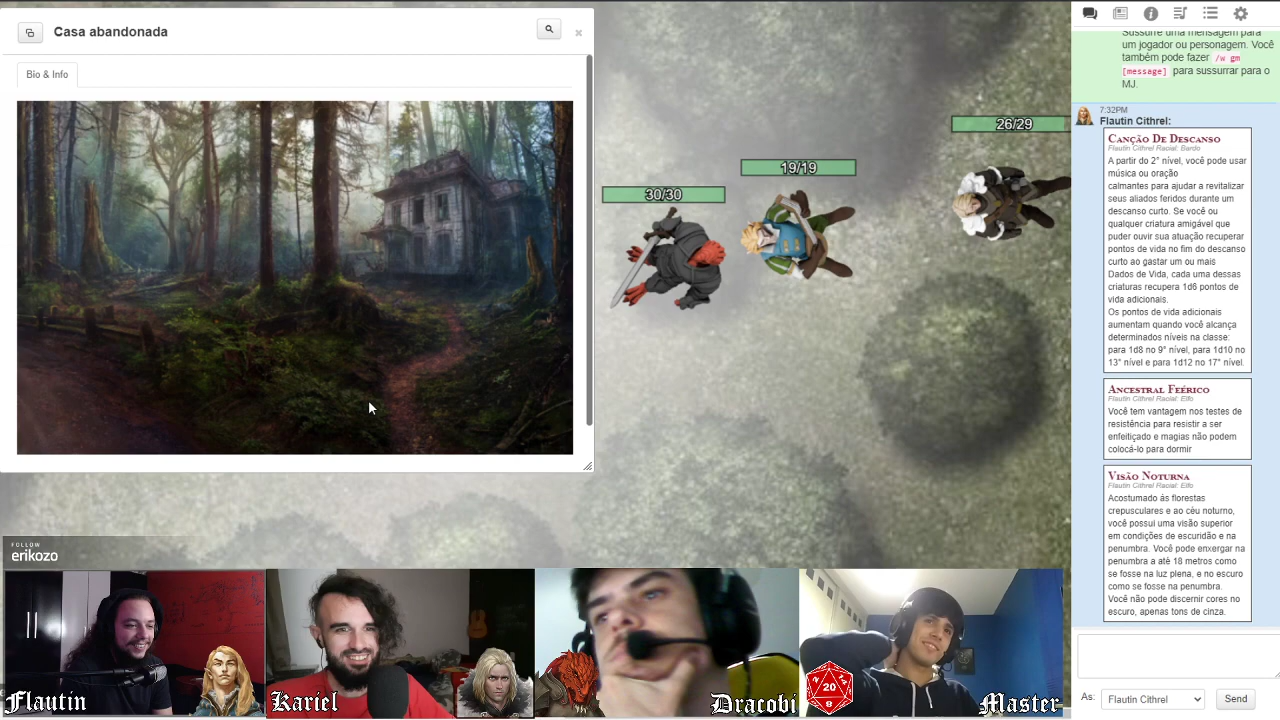 Casa abandonada
Bio & Info
30/30
19/19
26/29
FOLLOW
erikozo
Flautin
Kariel
Dracobi
20
8
Master
Sussurre uma mensagem para
um jogador ou personagem. Você
também pode fazer /w gm
[message] para sussurrar para o
MJ.
7:32PM
Flautin Cithrel:
Canção De Descanso
Flautin Cithrel Racial: Bardo
A partir do 2° nível, você pode usar
música ou oração
calmantes para ajudar a revitalizar
seus aliados feridos durante um
descanso curto. Se você ou
qualquer criatura amigável que
puder ouvir sua atuação recuperar
pontos de vida no fim do descanso
curto ao gastar um ou mais
Dados de Vida, cada uma dessas
criaturas recupera 1d6 pontos de
vida adicionais.
Os pontos de vida adicionais
aumentam quando você alcança
determinados níveis na classe:
para 1d8 no 9° nível, para 1d10 no
13° nível e para 1d12 no 17° nível.
Ancestral Feérico
Flautin Cithrel Racial: Elfo
Você tem vantagem nos testes de
resistência para resistir a ser
enfeitiçado e magias não podem
colocá-lo para dormir
Visão Noturna
Flautin Cithrel Racial: Elfo
Acostumado ás florestas
crepusculares e ao céu noturno,
você possui uma visão superior
em condições de escuridão e na
penumbra. Você pode enxergar na
penumbra a até 18 metros como
se fosse na luz plena, e no escuro
como se fosse na penumbra.
Você não pode discernir cores no
escuro, apenas tons de cinza.
As:
Flautin Cithrel
Send